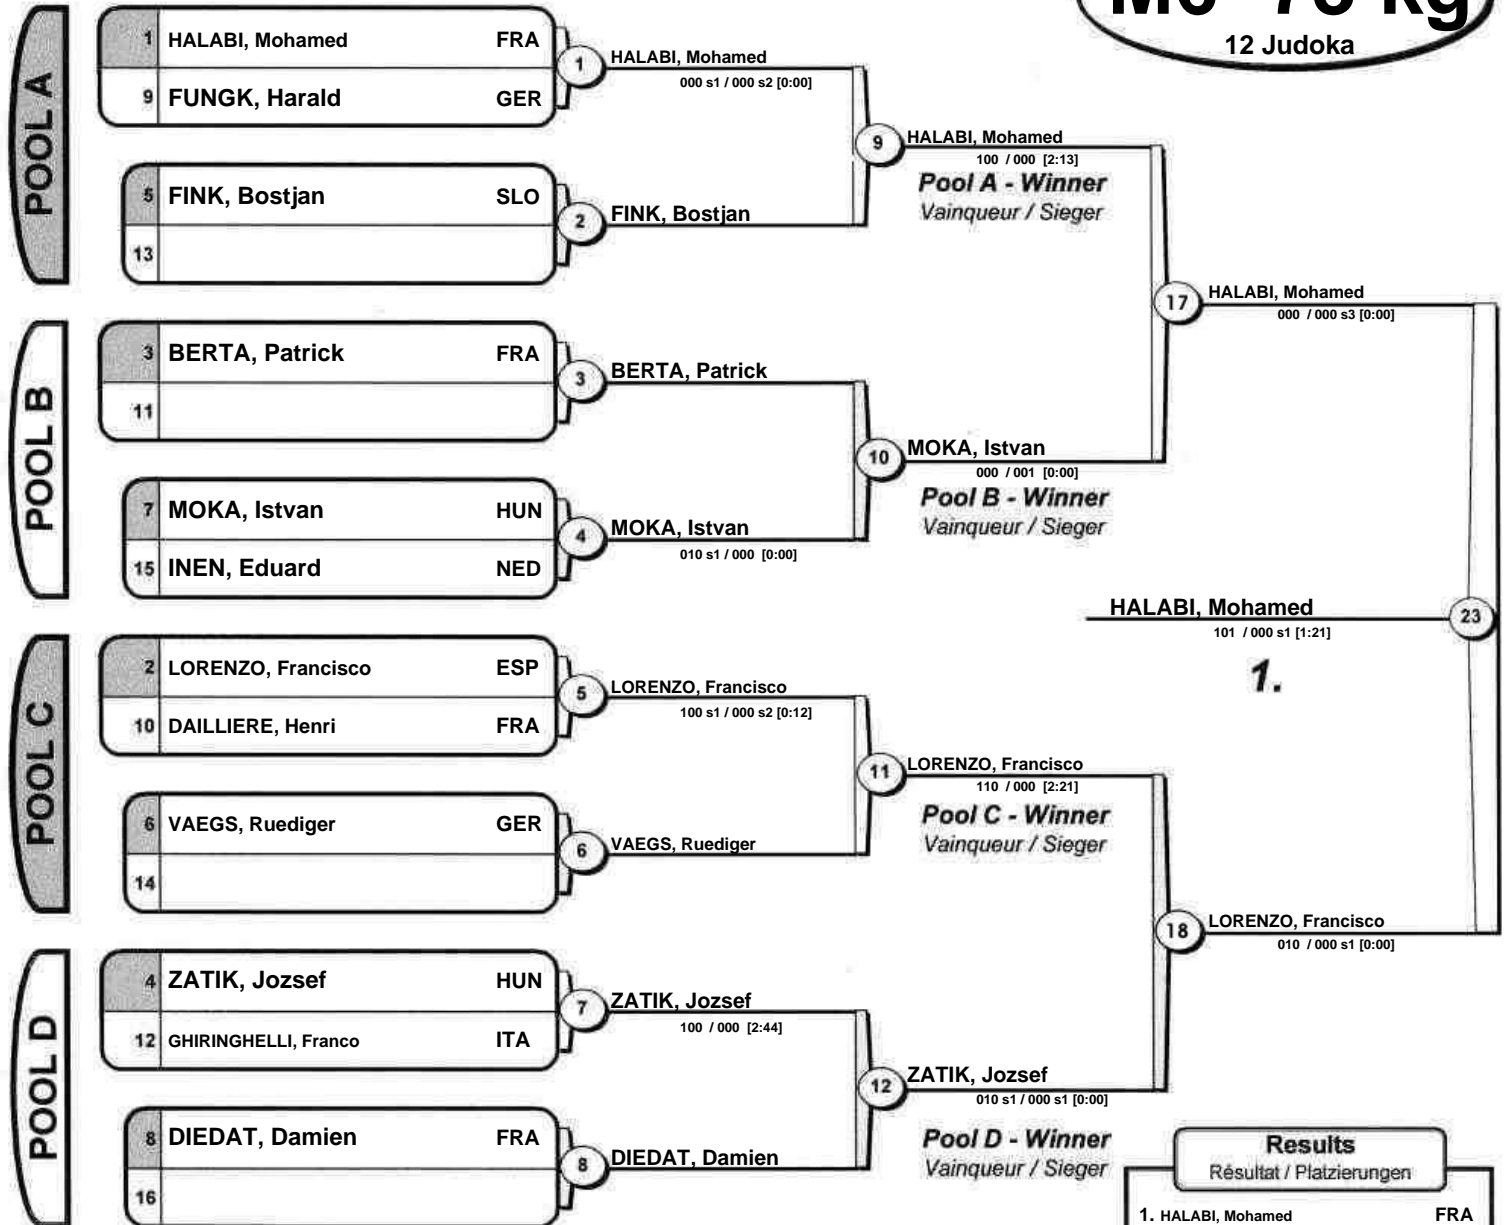 12 Judoka
POOL A
1 HALABI, Mohamed FRA
9 FUNGK, Harald GER
1 HALABI, Mohamed
000 s1 / 000 s2 [0:00]
5 FINK, Bostjan SLO
13
2 FINK, Bostjan
9 HALABI, Mohamed
100 / 000 [2:13]
Pool A - Winner
Vainqueur / Sieger
POOL B
3 BERTA, Patrick FRA
11
3 BERTA, Patrick
7 MOKA, Istvan HUN
15 INEN, Eduard NED
4 MOKA, Istvan
010 s1 / 000 [0:00]
10 MOKA, Istvan
000 / 001 [0:00]
Pool B - Winner
Vainqueur / Sieger
17 HALABI, Mohamed
000 / 000 s3 [0:00]
HALABI, Mohamed 23
101 / 000 s1 [1:21]
1.
POOL C
2 LORENZO, Francisco ESP
10 DAILLIERE, Henri FRA
5 LORENZO, Francisco
100 s1 / 000 s2 [0:12]
6 VAEGS, Ruediger GER
14
6 VAEGS, Ruediger
11 LORENZO, Francisco
110 / 000 [2:21]
Pool C - Winner
Vainqueur / Sieger
18 LORENZO, Francisco
010 / 000 s1 [0:00]
POOL D
4 ZATIK, Jozsef HUN
12 GHIRINGHELLI, Franco ITA
7 ZATIK, Jozsef
100 / 000 [2:44]
8 DIEDAT, Damien FRA
16
8 DIEDAT, Damien
12 ZATIK, Jozsef
010 s1 / 000 s1 [0:00]
Pool D - Winner
Vainqueur / Sieger
Results
Résultat / Platzierungen
1. HALABI, Mohamed FRA